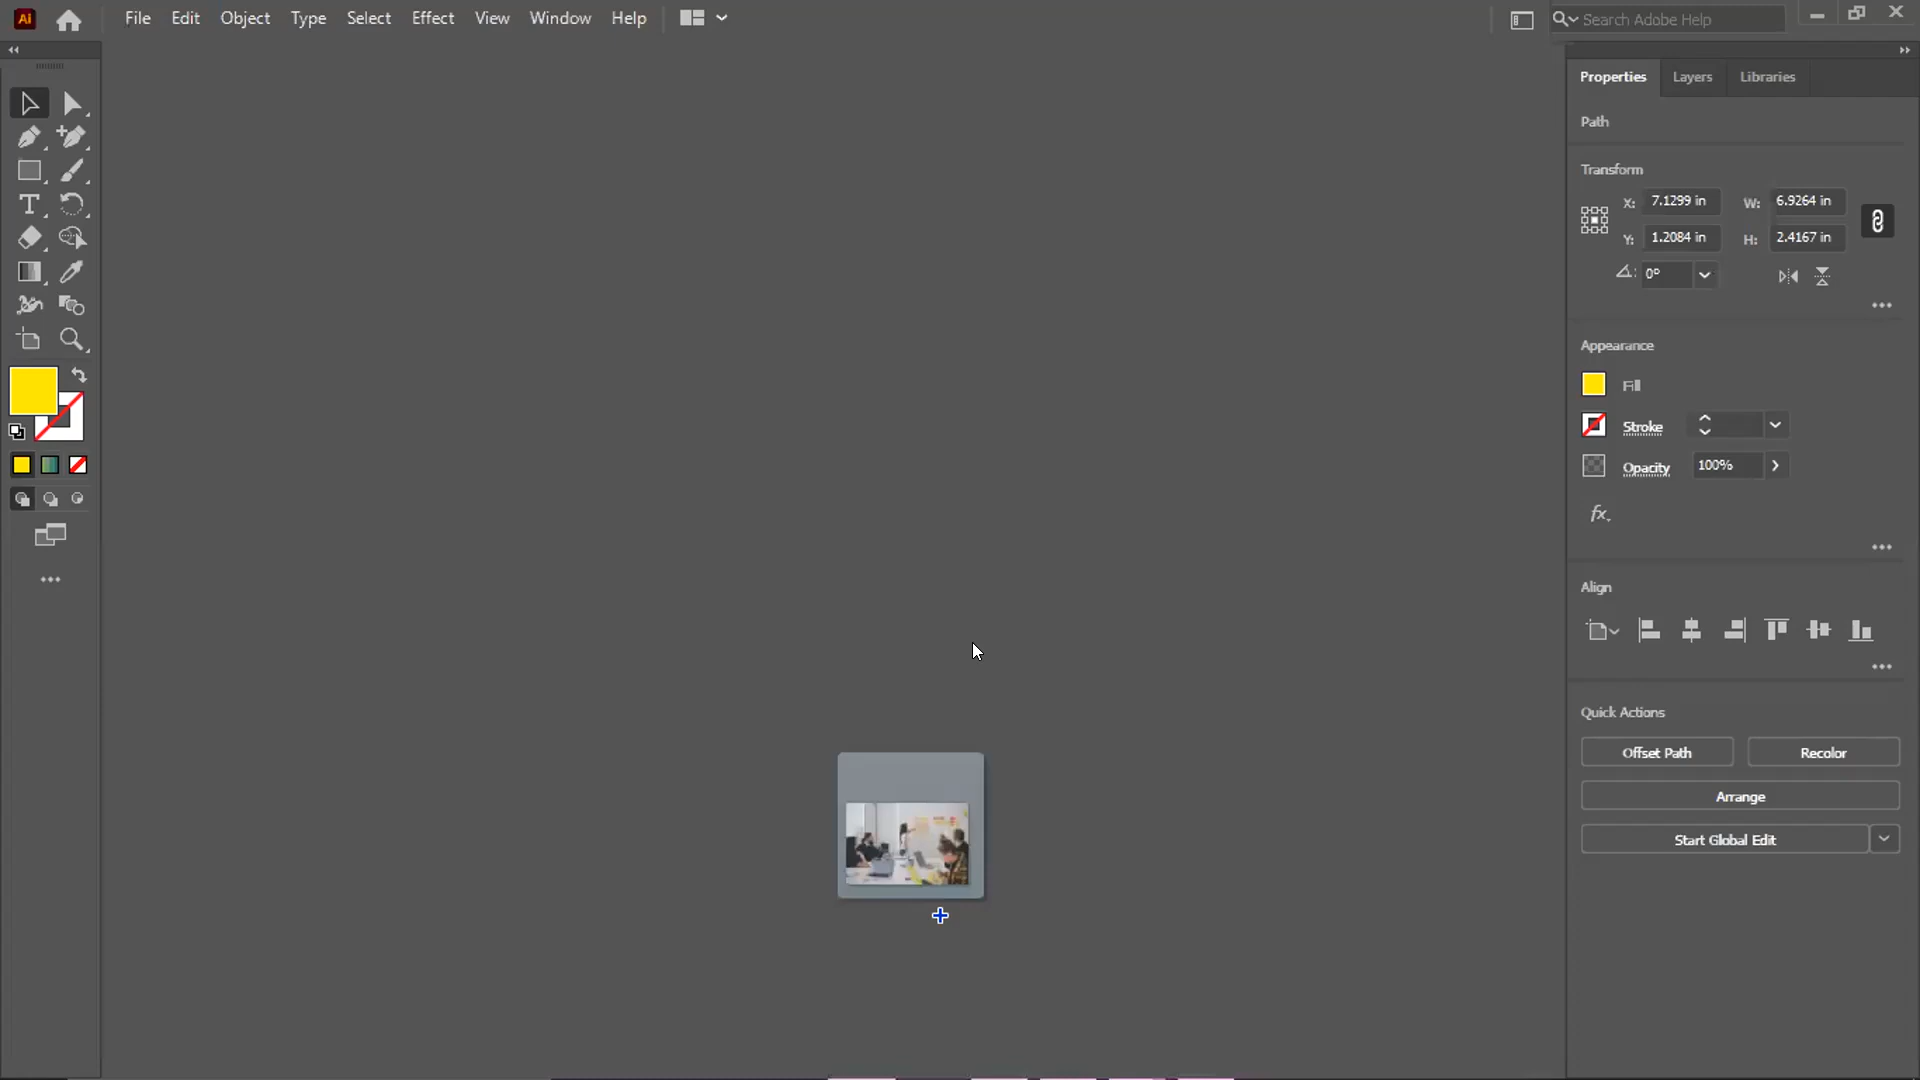 Ai File Edit Object Type Select Effect View Window Help Search Adobe Help
Properties Layers Libraries
Path
Transform
X: 7.1299 in W: 6.9264 in
Y: 1.2084 in H: 2.4167 in
0°
Appearance
Fill
Stroke
Opacity 100%
fx
Align
Quick Actions
Offset Path Recolor
Arrange
Start Global Edit